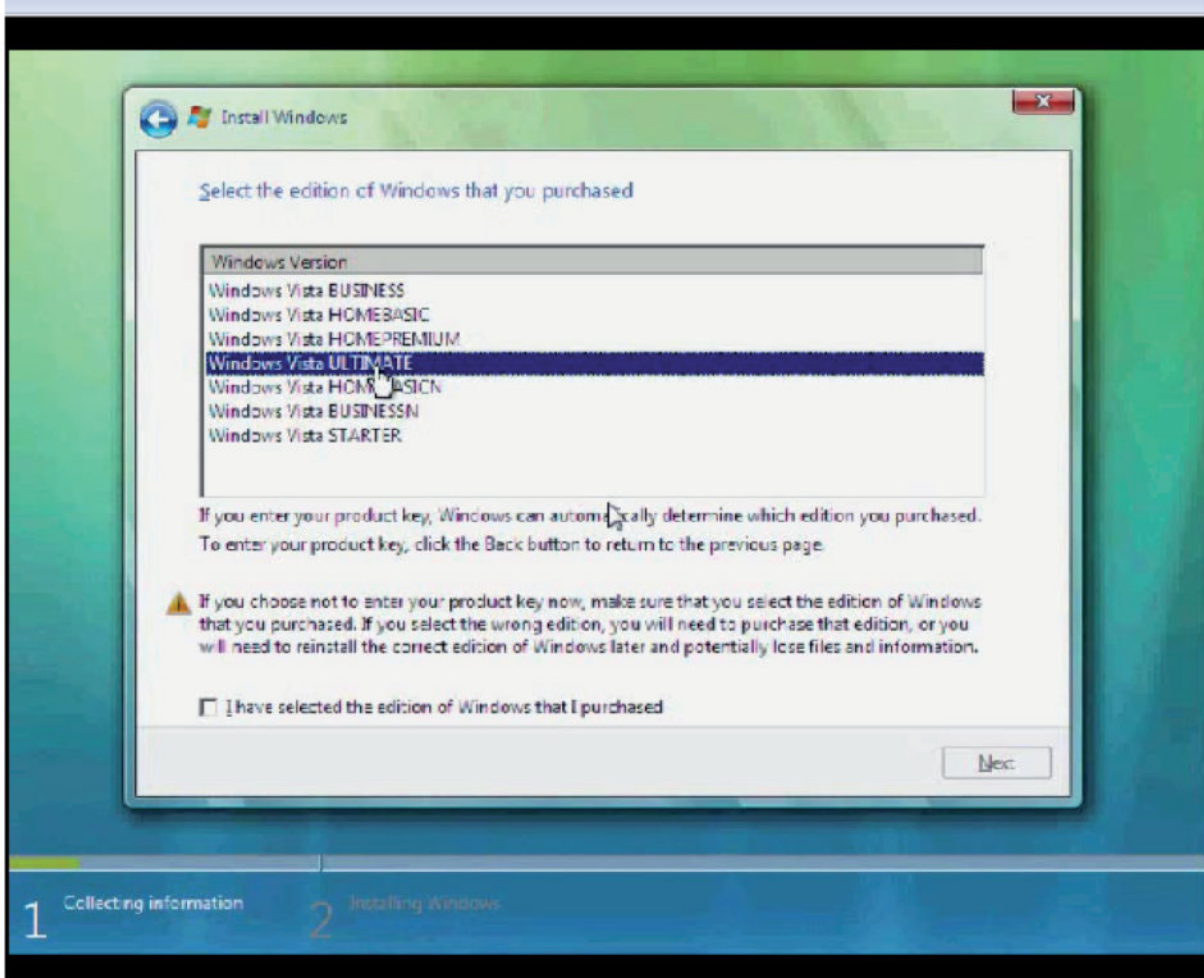 Install Windows
Select the edition of Windows that you purchased
Windows Version
Windows Vista BUSINESS
Windows Vista HOMEBASIC
Windows Vista HOMEPREMIUM
Windows Vista ULTIMATE
Windows Vista HOMEBASICN
Windows Vista BUSINESSN
Windows Vista STARTER
If you enter your product key, Windows can automatically determine which edition you purchased.
To enter your product key, click the Back button to return to the previous page
If you choose not to enter your product key now, make sure that you select the edition of Windows
that you purchased. If you select the wrong edition, you will need to purchase that edition, or you
will need to reinstall the correct edition of Windows later and potentially lose files and information.
I have selected the edition of Windows that I purchased
Next
1 Collecting information 2 Installing Windows